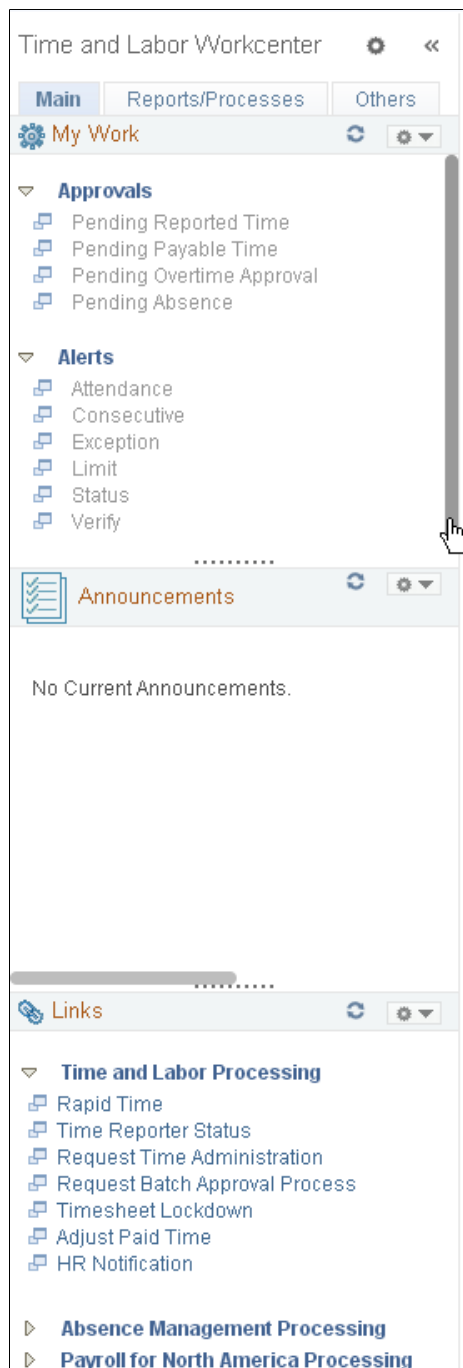 Time and Labor Workcenter
Main Reports/Processes Others
My Work
Approvals
Pending Reported Time
Pending Payable Time
Pending Overtime Approval
Pending Absence
Alerts
Attendance
Consecutive
Exception
Limit
Status
Verify
Announcements
No Current Announcements.
Links
Time and Labor Processing
Rapid Time
Time Reporter Status
Request Time Administration
Request Batch Approval Process
Timesheet Lockdown
Adjust Paid Time
HR Notification
Absence Management Processing
Payroll for North America Processing